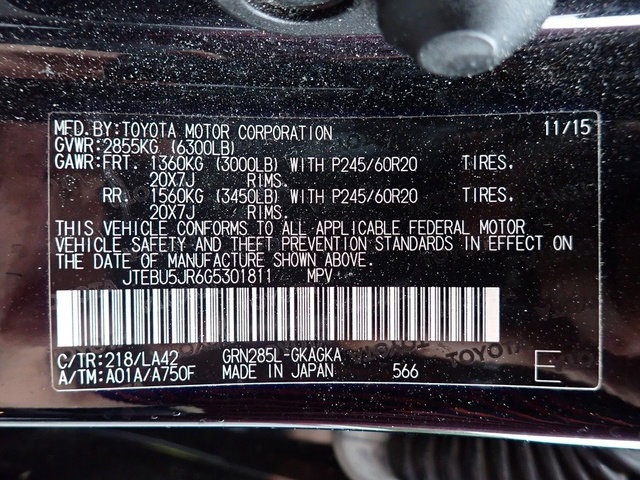 MFD.BY:TOYOTA MOTOR CORPORATION 11/15
GVWR:2855KG (6300LB)
GAWR:FRT. 1360KG (3000LB) WITH P245/60R20 TIRES.
20X7J RIMS.
RR. 1560KG (3450LB) WITH P245/60R20 TIRES.
20X7J RIMS.
THIS VEHICLE CONFORMS TO ALL APPLICABLE FEDERAL MOTOR
VEHICLE SAFETY AND THEFT PREVENTION STANDARDS IN EFFECT ON
THE DATE OF MANUFACTURE SHOWN ABOVE.
JTEBU5JR6G5301811 MPV
C/TR:218/LA42 GRN285L-GKAGKA TOYOTA
A/TM:A01A/A750F MADE IN JAPAN 566 E